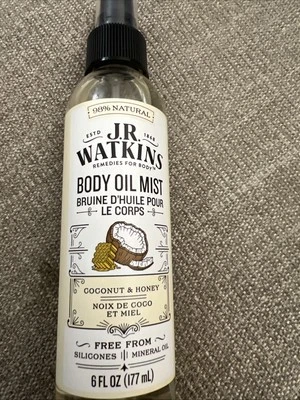 98% NATURAL
ESTD 1868
J.R.
WATKINS
REMEDIES FOR BODY
BODY OIL MIST
BRUINE D'HUILE POUR
LE CORPS
COCONUT & HONEY
NOIX DE COCO
ET MIEL
FREE FROM
SILICONES MINERAL OIL
6 FL OZ (177 mL)